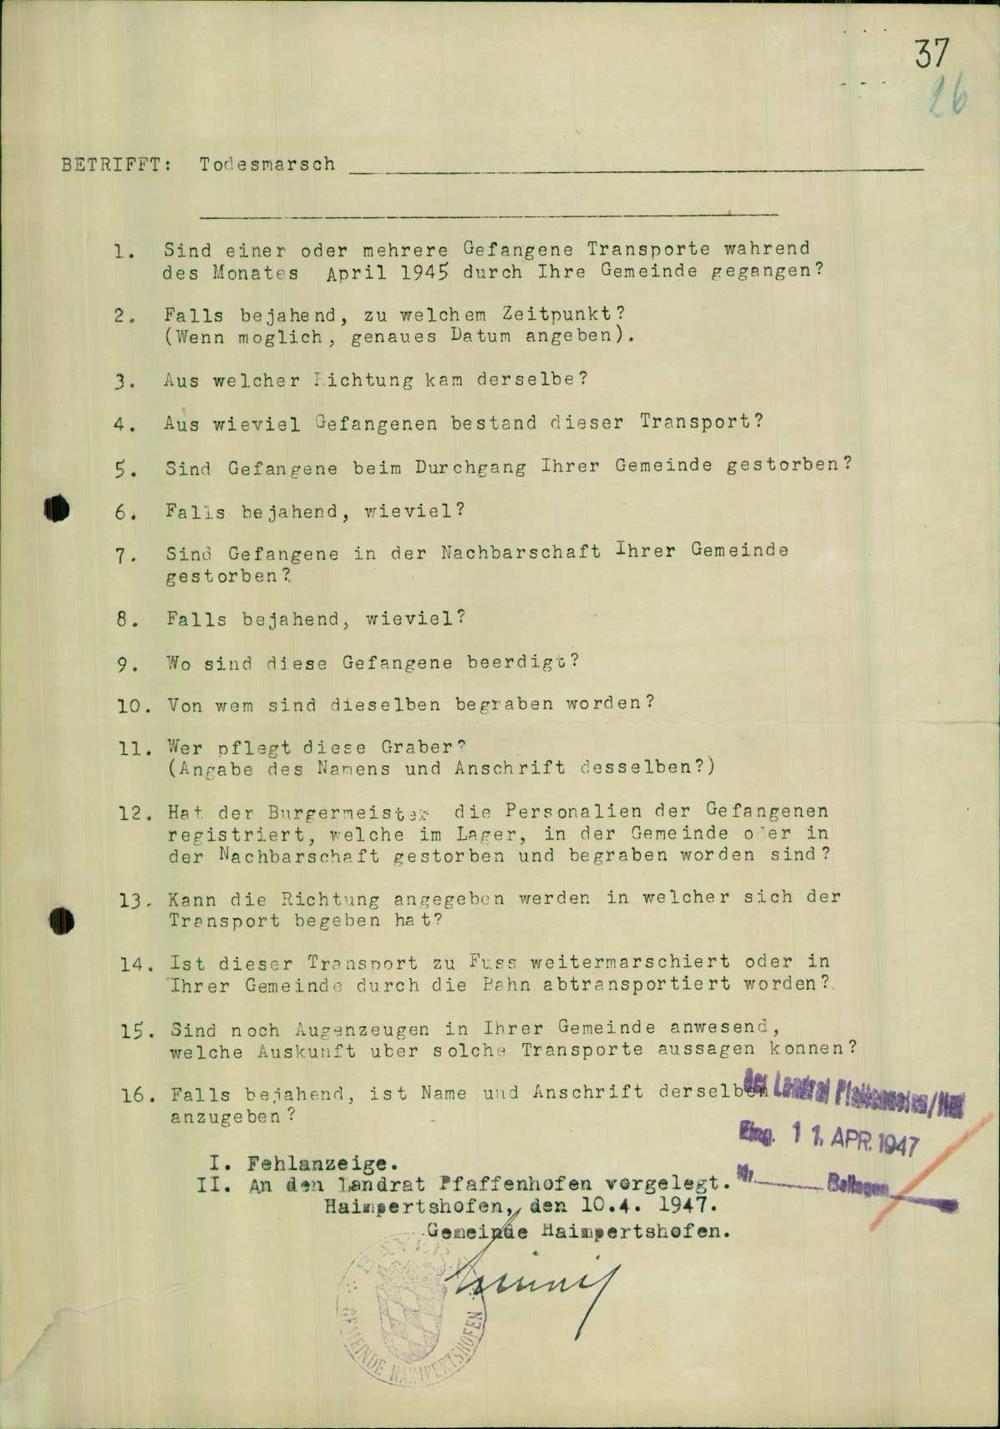 37
26
BETRIFFT: Todesmarsch
1. Sind einer oder mehrere Gefangene Transporte wahrend
des Monates April 1945 durch Ihre Gemeinde gegangen?
2. Falls bejahend, zu welchem Zeitpunkt?
(Wenn moglich, genaues Datum angeben).
3. Aus welcher Richtung kam derselbe?
4. Aus wieviel Gefangenen bestand dieser Transport?
5. Sind Gefangene beim Durchgang Ihrer Gemeinde gestorben?
6. Falls bejahend, wieviel?
7. Sind Gefangene in der Nachbarschaft Ihrer Gemeinde
gestorben?
8. Falls bejahend, wieviel?
9. Wo sind diese Gefangene beerdigt?
10. Von wem sind dieselben begraben worden?
11. Wer pflegt diese Graber?
(Angabe des Namens und Anschrift desselben?)
12. Hat der Burgermeister die Personalien der Gefangenen
registriert, welche im Lager, in der Gemeinde oder in
der Nachbarschaft gestorben und begraben worden sind?
13. Kann die Richtung angegeben werden in welcher sich der
Transport begeben hat?
14. Ist dieser Transport zu Fuss weitermarschiert oder in
Ihrer Gemeinde durch die Bahn abtransportiert worden?
15. Sind noch Augenzeugen in Ihrer Gemeinde anwesend,
welche Auskunft uber solche Transporte aussagen konnen?
16. Falls bejahend, ist Name und Anschrift derselben
anzugeben?
Der Landrat Pfaffenhofen/Ilm
Eing. 11. APR. 1947
Nr. Beilagen
I. Fehlanzeige.
II. An den Landrat Pfaffenhofen vorgelegt.
Haimpertshofen, den 10.4. 1947.
Gemeinde Haimpertshofen.
BAYERN
GEMEINDE HAIMPERTSHOFEN